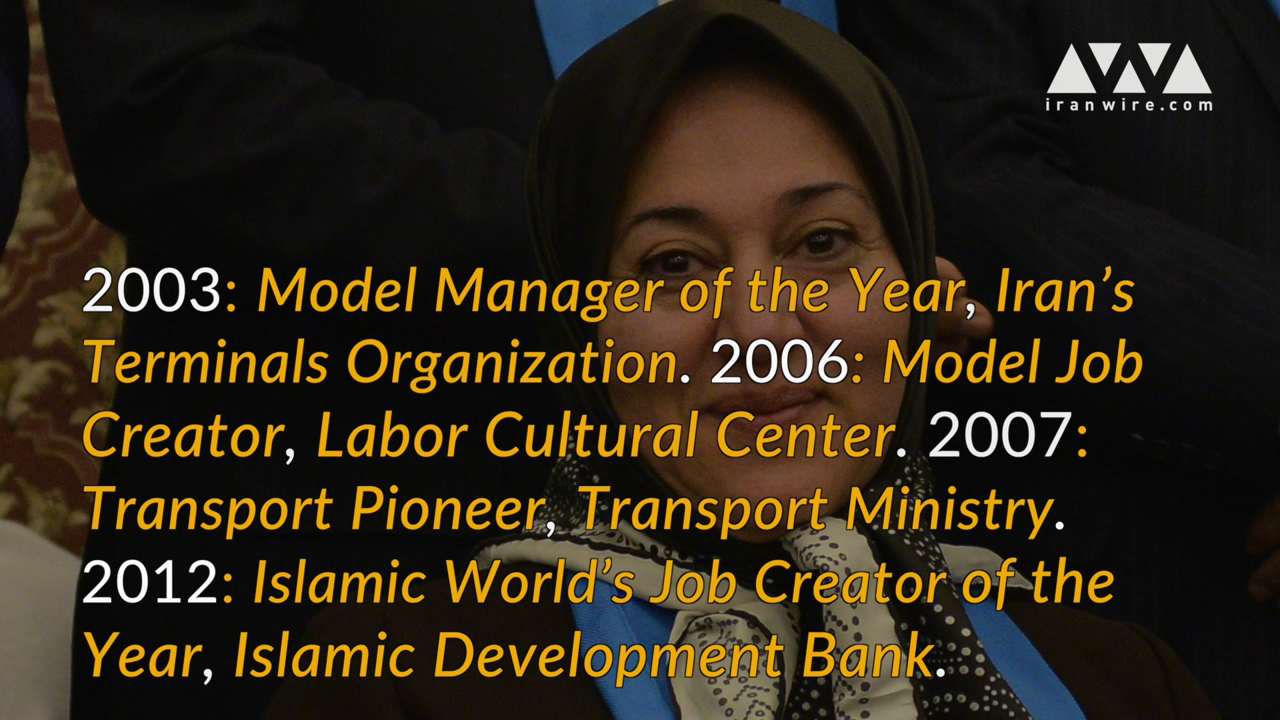 iranwire.com
2003: Model Manager of the Year, Iran’s
Terminals Organization. 2006: Model Job
Creator, Labor Cultural Center. 2007:
Transport Pioneer, Transport Ministry.
2012: Islamic World’s Job Creator of the
Year, Islamic Development Bank.